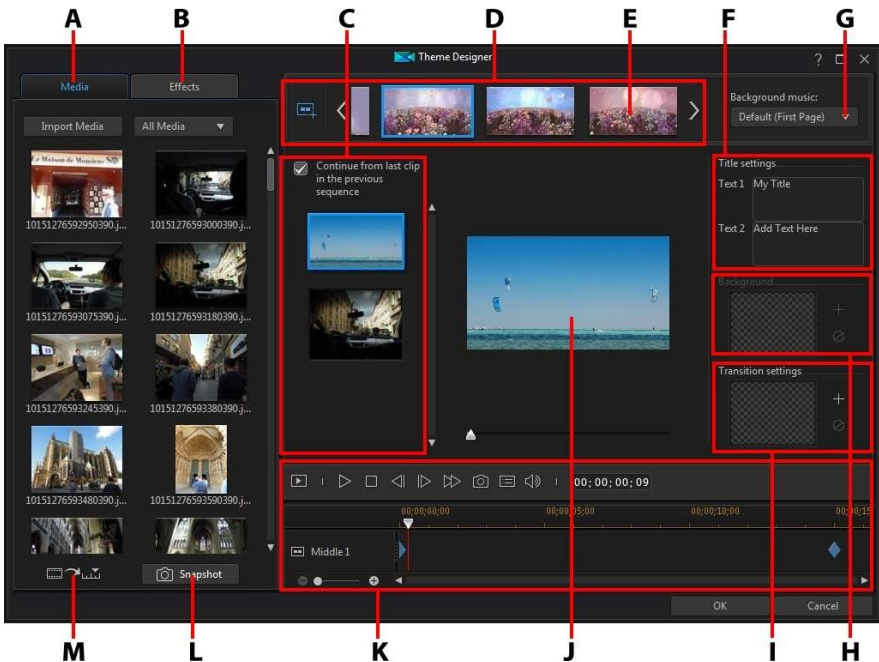 A B C D E F G
Theme Designer
?
Media Effects
Import Media All Media
Background music:
Default (First Page)
Continue from last clip
in the previous
sequence
Title settings
Text 1 My Title
Text 2 Add Text Here
Background
Transition settings
10151276592950390.j... 10151276593000390.j...
10151276593075390.j... 10151276593180390.j...
10151276593245390.j... 10151276593380390.j...
10151276593480390.j... 10151276593590390.j...
Snapshot
00; 00; 00; 09
00;00;00;00 00;00;05;00 00;00;10;00 00;00;15
Middle 1
OK Cancel
M L K J I H